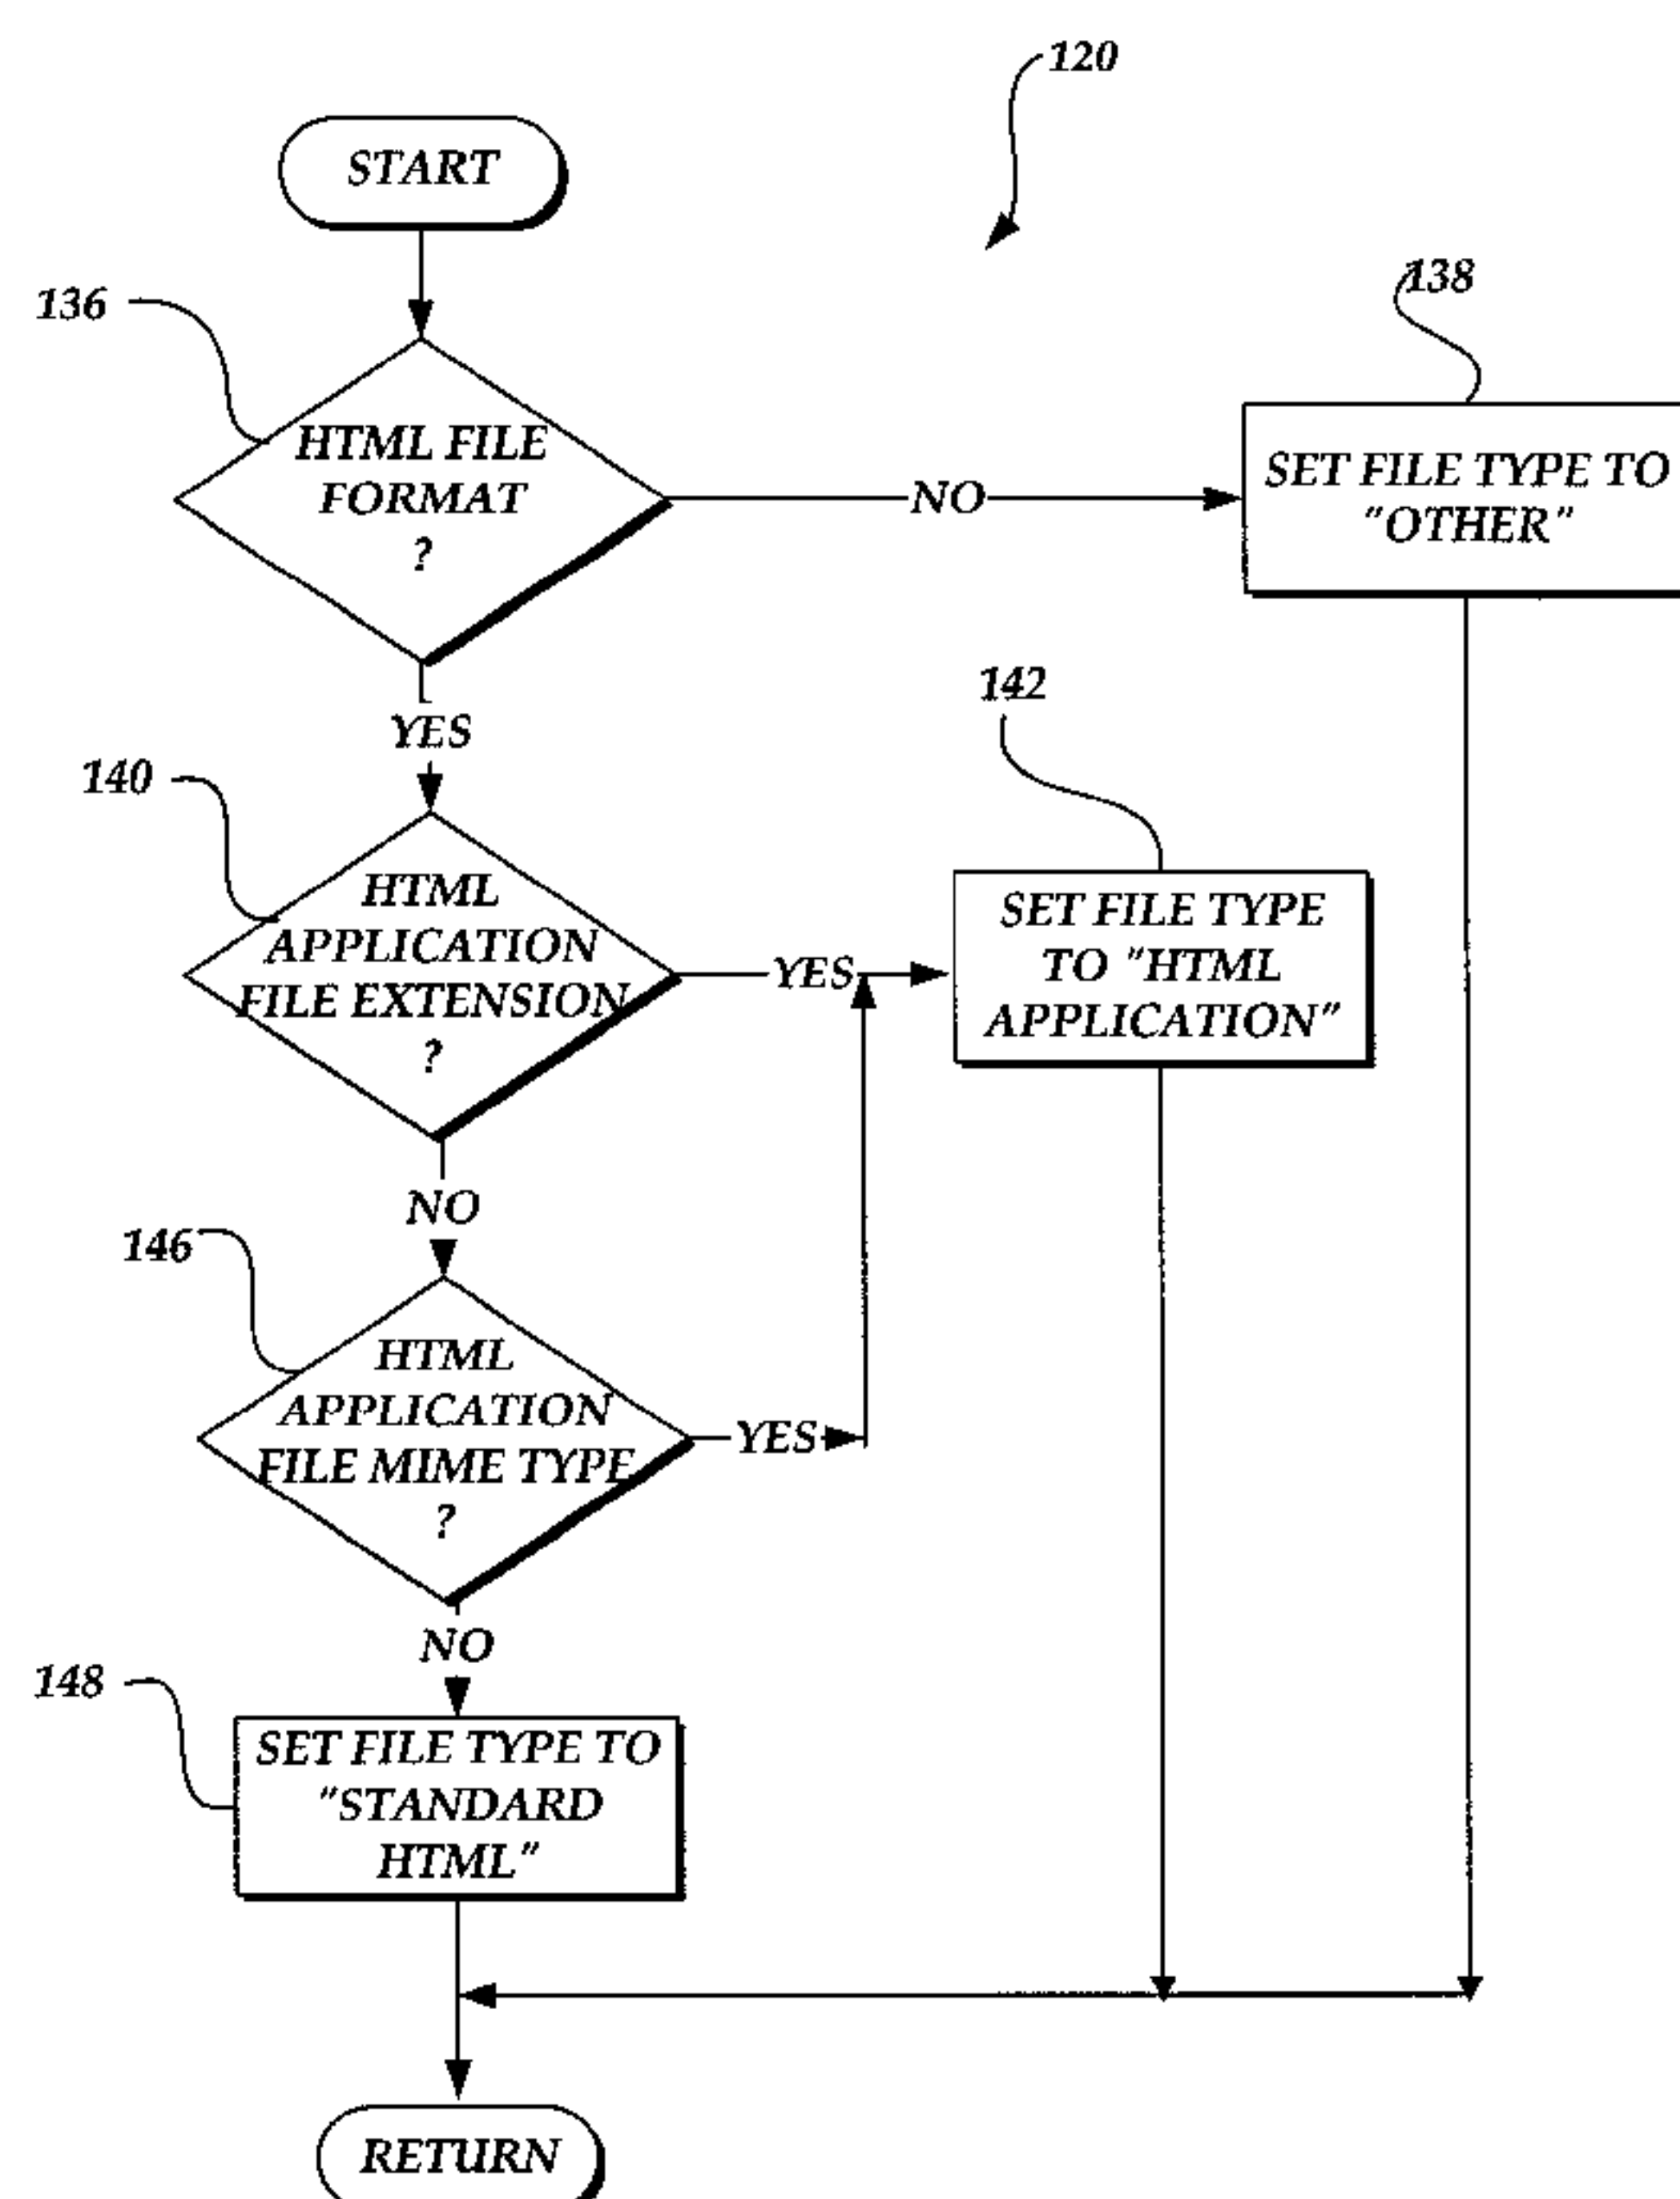 120
START
136
138
HTML FILE
FORMAT
?
NO
SET FILE TYPE TO
"OTHER"
YES
142
140
HTML
APPLICATION
FILE EXTENSION
?
YES
SET FILE TYPE
TO "HTML
APPLICATION"
NO
146
HTML
APPLICATION
FILE MIME TYPE
?
YES
NO
148
SET FILE TYPE TO
"STANDARD
HTML"
RETURN